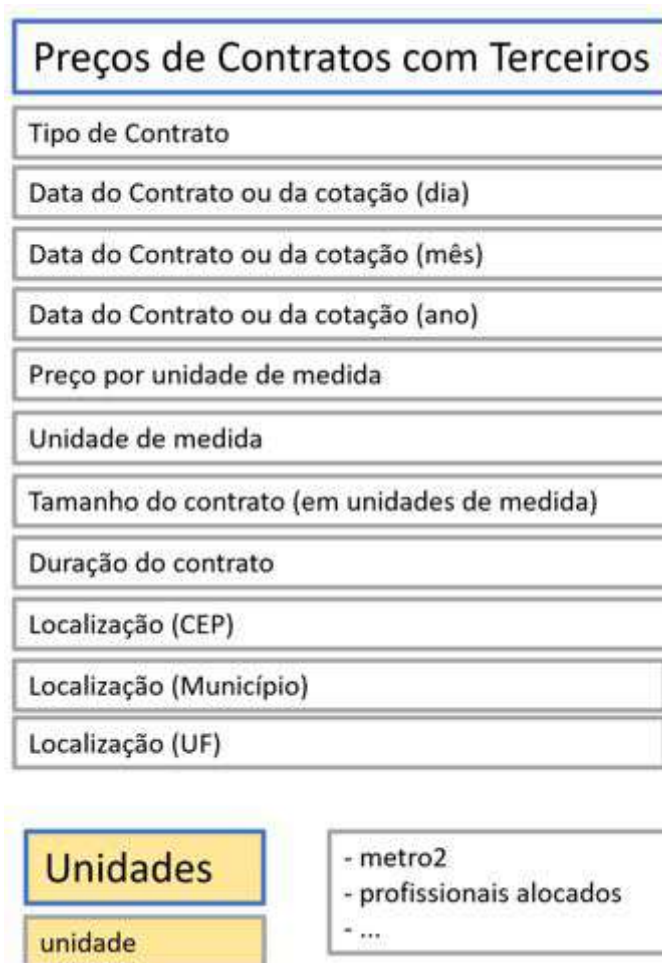 Preços de Contratos com Terceiros
Tipo de Contrato
Data do Contrato ou da cotação (dia)
Data do Contrato ou da cotação (mês)
Data do Contrato ou da cotação (ano)
Preço por unidade de medida
Unidade de medida
Tamanho do contrato (em unidades de medida)
Duração do contrato
Localização (CEP)
Localização (Município)
Localização (UF)
Unidades
unidade
- metro2
- profissionais alocados
- ...